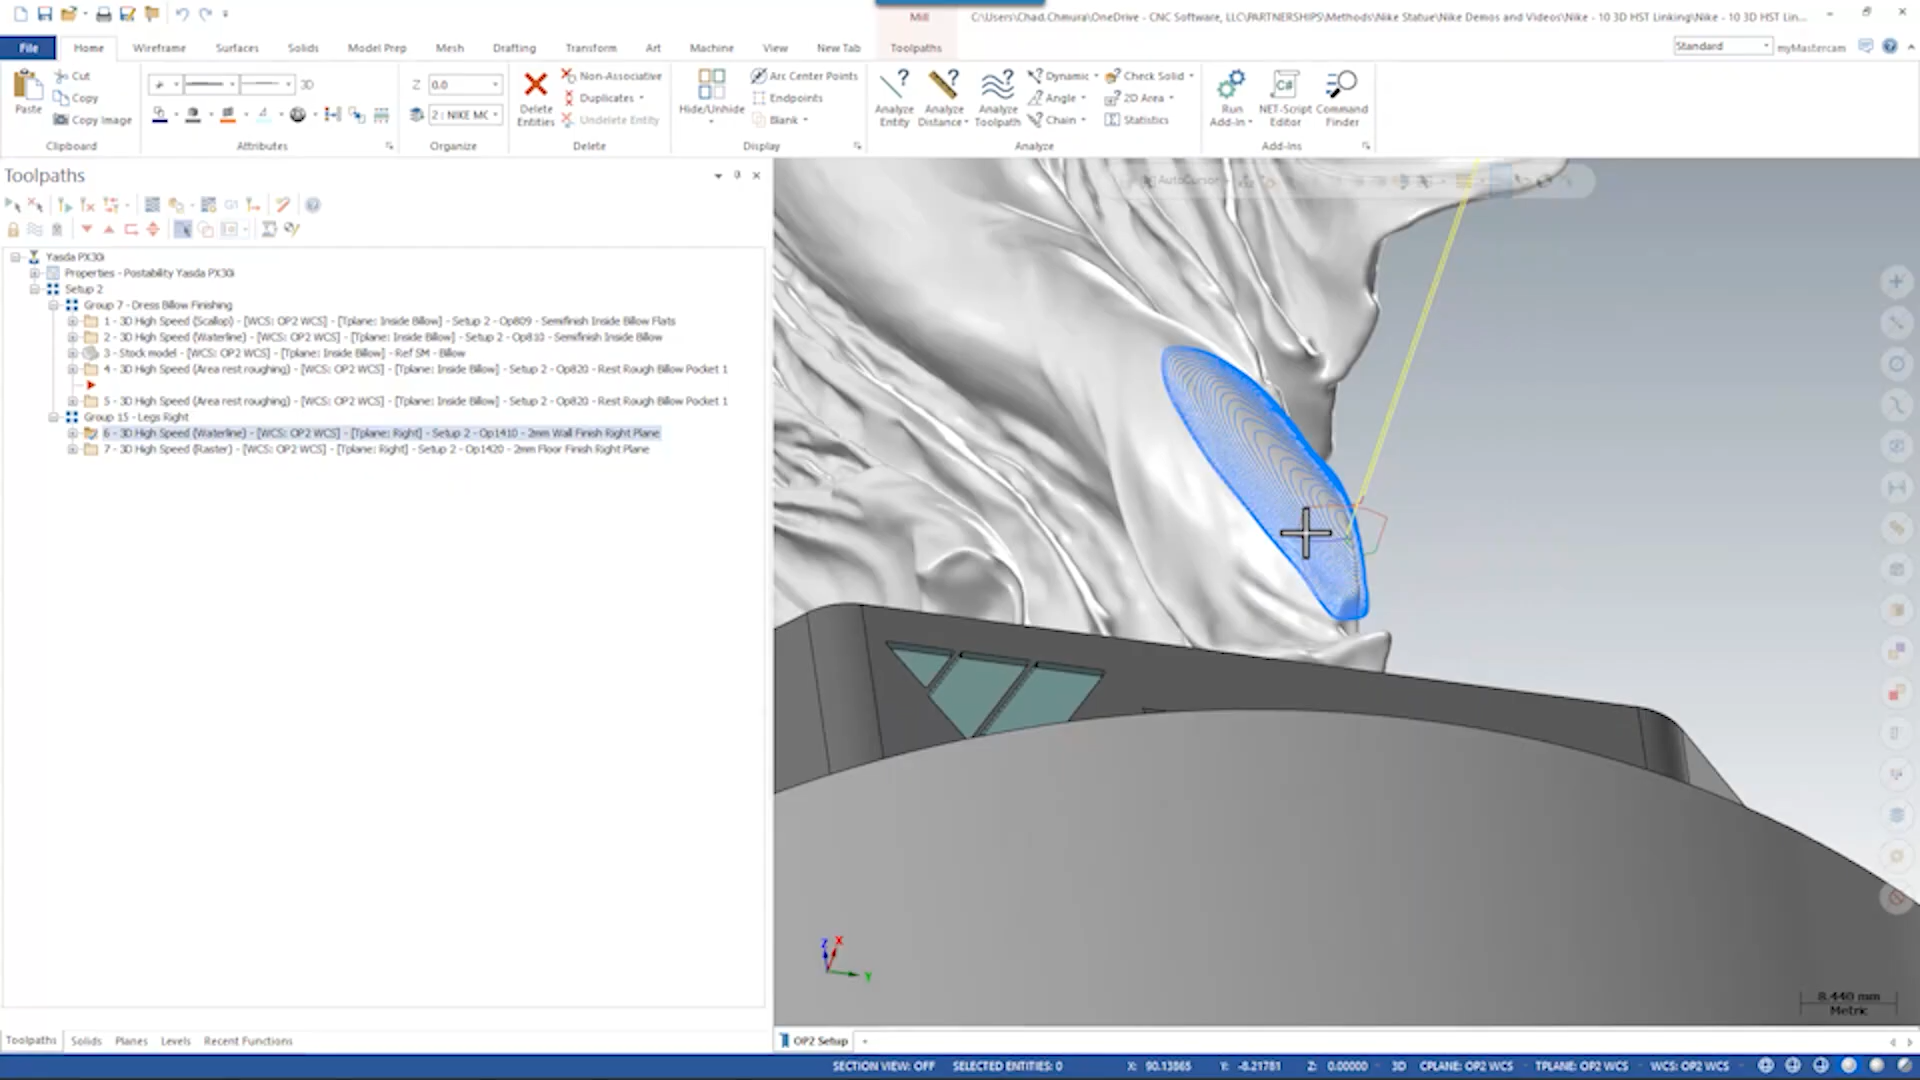 Mill
C:\Users\Chad.Chmura\OneDrive - CNC Software, LLC\PARTNERSHIPS\Methods\Nike Statue\Nike Demos and Videos\Nike - 10 3D HST Linking\Nike - 10 3D HST Lin...
File Home Wireframe Surfaces Solids Model Prep Mesh Drafting Transform Art Machine View New Tab Toolpaths
Standard myMastercam
Paste
Cut
Copy
Copy Image
Clipboard
3D
Attributes
Z 0.0
2 : NIKE MC
Organize
Delete
Entities
Non-Associative
Duplicates
Undelete Entity
Delete
Hide/Unhide
Arc Center Points
Endpoints
Blank
Display
Analyze
Entity
Analyze
Distance
Analyze
Toolpath
Dynamic
Angle
Chain
Check Solid
2D Area
Statistics
Analyze
Run
Add-In
C#
NET-Script
Editor
Command
Finder
Add-Ins
Toolpaths
G1
Yasda PX30i
Properties - Postability Yasda PX30i
Setup 2
Group 7 - Dress Billow Finishing
1 - 3D High Speed (Scallop) - [WCS: OP2 WCS] - [Tplane: Inside Billow] - Setup 2 - Op809 - Semifinish Inside Billow Flats
2 - 3D High Speed (Waterline) - [WCS: OP2 WCS] - [Tplane: Inside Billow] - Setup 2 - Op810 - Semifinish Inside Billow
3 - Stock model - [WCS: OP2 WCS] - [Tplane: Inside Billow] - Ref SM - Billow
4 - 3D High Speed (Area rest roughing) - [WCS: OP2 WCS] - [Tplane: Inside Billow] - Setup 2 - Op820 - Rest Rough Billow Pocket 1
5 - 3D High Speed (Area rest roughing) - [WCS: OP2 WCS] - [Tplane: Inside Billow] - Setup 2 - Op820 - Rest Rough Billow Pocket 1
Group 15 - Legs Right
6 - 3D High Speed (Waterline) - [WCS: OP2 WCS] - [Tplane: Right] - Setup 2 - Op1410 - 2mm Wall Finish Right Plane
7 - 3D High Speed (Raster) - [WCS: OP2 WCS] - [Tplane: Right] - Setup 2 - Op1420 - 2mm Floor Finish Right Plane
AutoCursor
Z X
Y
8.440 mm
Metric
Toolpaths Solids Planes Levels Recent Functions
OP2 Setup
SECTION VIEW: OFF SELECTED ENTITIES: 0 X: 90.13865 Y: -8.21781 Z: 0.00000 3D CPLANE: OP2 WCS TPLANE: OP2 WCS WCS: OP2 WCS